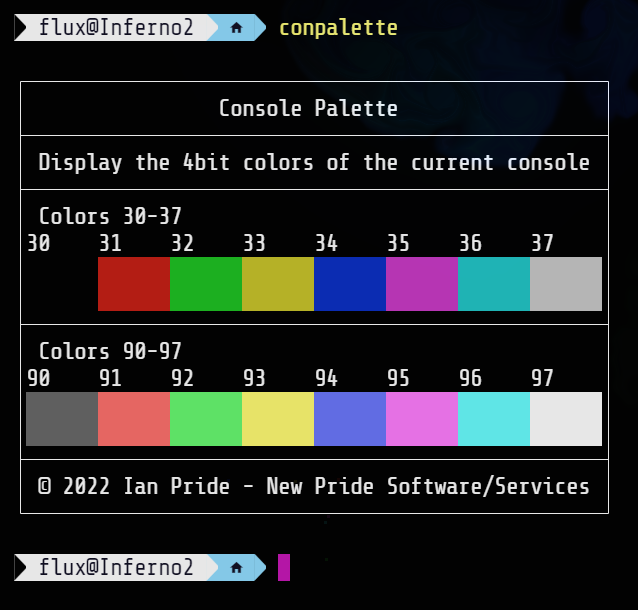 flux@Inferno2 conpalette
Console Palette
Display the 4bit colors of the current console
Colors 30-37
30 31 32 33 34 35 36 37
Colors 90-97
90 91 92 93 94 95 96 97
© 2022 Ian Pride - New Pride Software/Services
flux@Inferno2